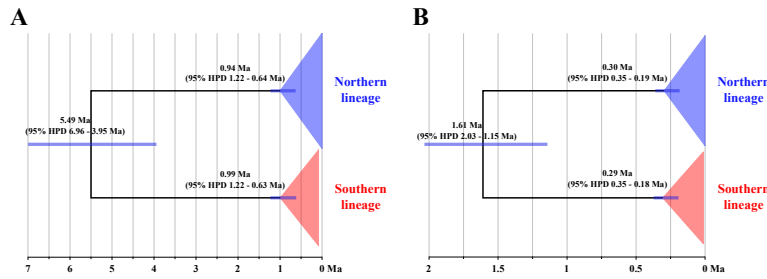 A
0.94 Ma
(95% HPD 1.22 - 0.64 Ma)
Northern
lineage
5.49 Ma
(95% HPD 6.96 - 3.95 Ma)
0.99 Ma
(95% HPD 1.22 - 0.63 Ma)
Southern
lineage
7 6 5 4 3 2 1 0 Ma
B
0.30 Ma
(95% HPD 0.35 - 0.19 Ma)
Northern
lineage
1.61 Ma
(95% HPD 2.03 - 1.15 Ma)
0.29 Ma
(95% HPD 0.35 - 0.18 Ma)
Southern
lineage
2 1.5 1 0.5 0 Ma